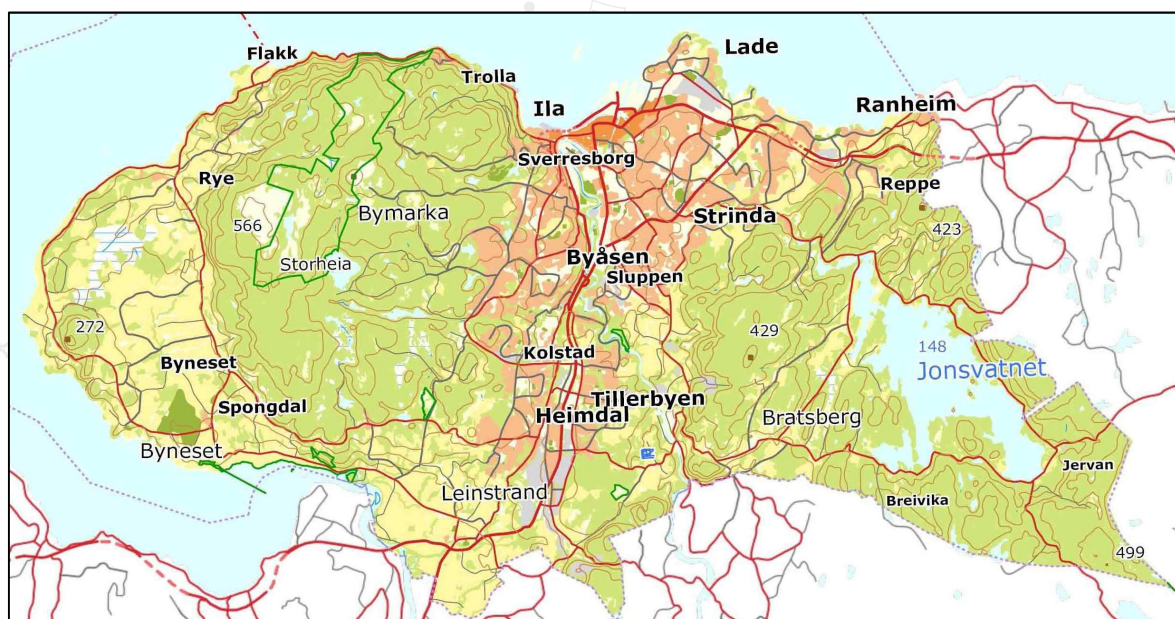 Lade
Flakk
Trolla
Ila
Ranheim
Sverresborg
Rye
Reppe
Bymarka
Strinda
566
423
Byåsen
Storheia
Sluppen
272
429
148
Kolstad
Byneset
Jonsvatnet
Tillerbyen
Spongdal
Heimdal
Bratsberg
Byneset
Jervan
Leinstrand
Breivika
499